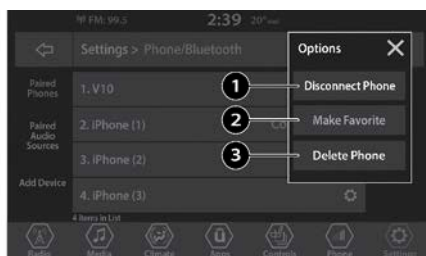 FM: 99.5 2:39 20°
Settings > Phone/Bluetooth
Options
Paired
Phones
1. V10
1 Disconnect Phone
Paired
Audio
Sources
2. iPhone (1)
2 Make Favorite
3. iPhone (2)
3 Delete Phone
Add Device
4. iPhone (3)
4 Items in List
Radio Media Climate Apps Controls Phone Settings